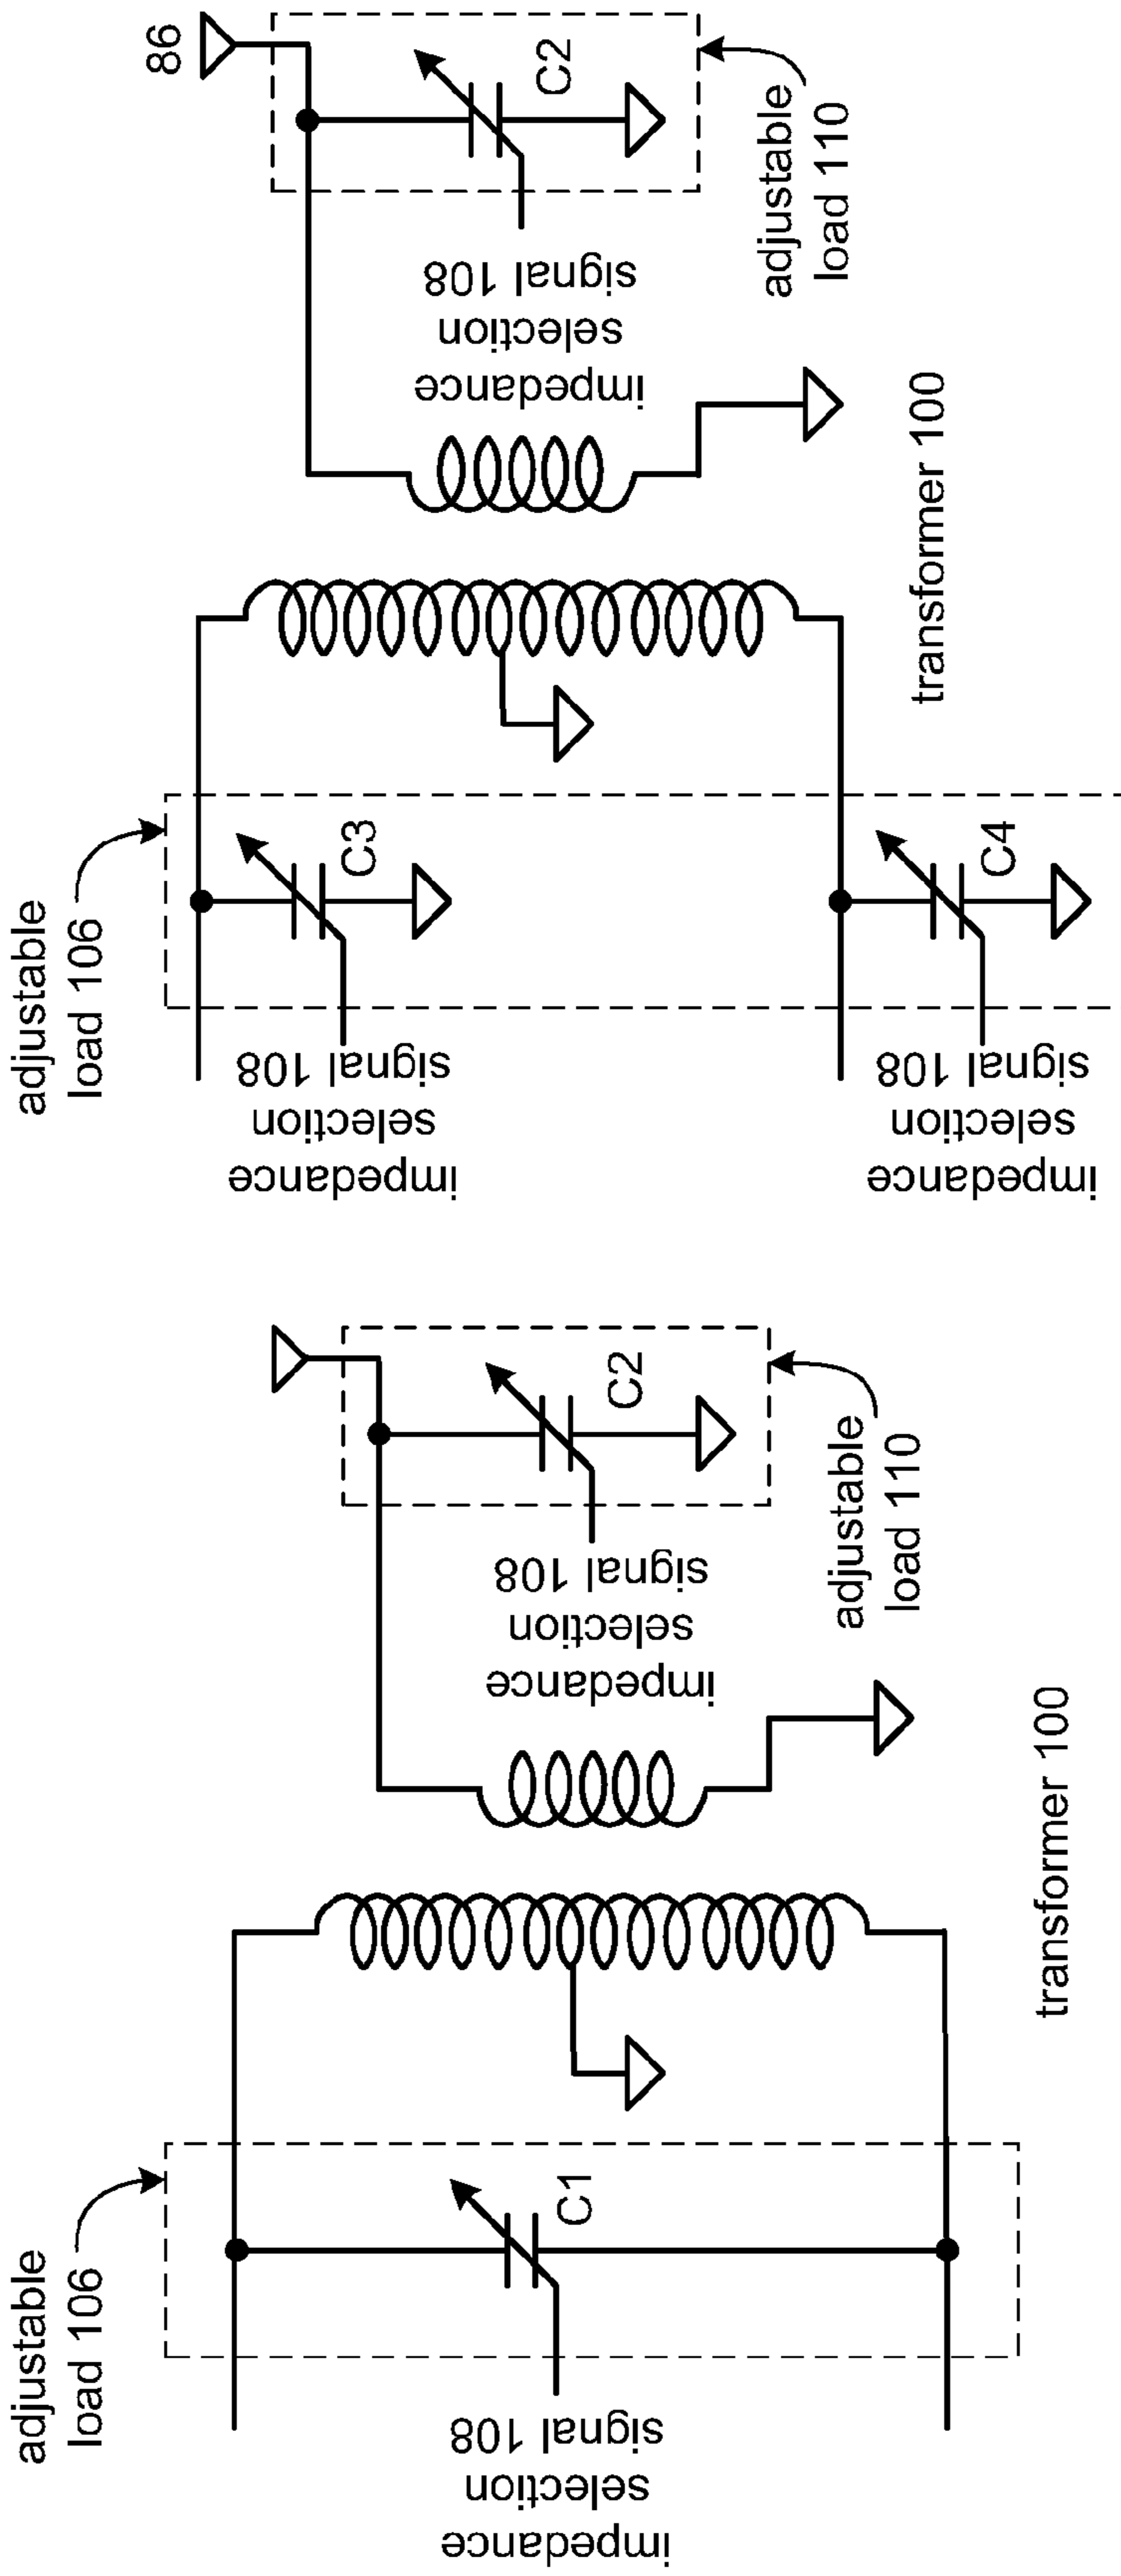 adjustable
load 106
C1
impedance
selection
signal 108
transformer 100
C2
impedance
selection
signal 108
adjustable
load 110
adjustable
load 106
C3
impedance
selection
signal 108
C4
impedance
selection
signal 108
transformer 100
86
C2
impedance
selection
signal 108
adjustable
load 110